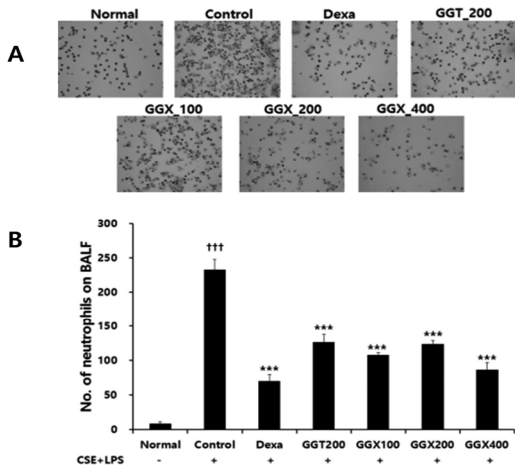 A
Normal Control Dexa GGT_200
GGX_100 GGX_200 GGX_400
B
No. of neutrophils on BALF
300
250
200
150
100
50
0
†††
***
***
***
***
***
Normal Control Dexa GGT200 GGX100 GGX200 GGX400
CSE+LPS - + + + + + +